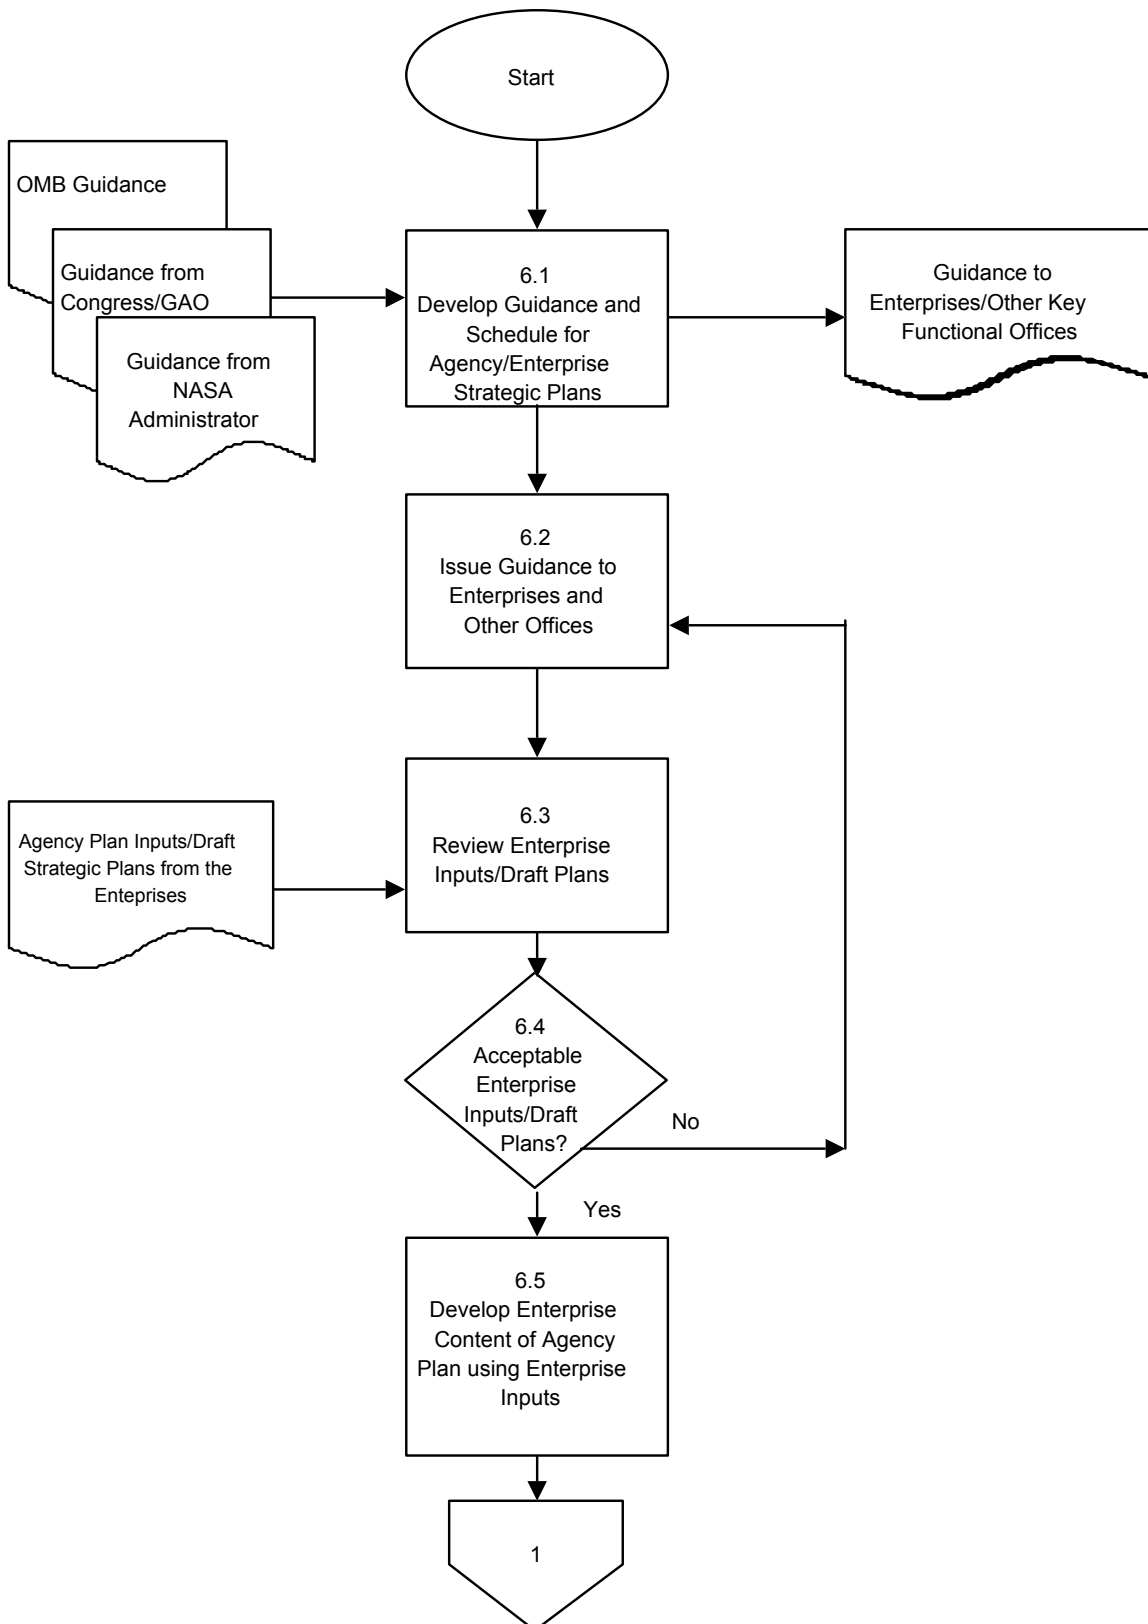 Start
OMB Guidance
Guidance from
Congress/GAO
Guidance from
NASA
Administrator
6.1
Develop Guidance and
Schedule for
Agency/Enterprise
Strategic Plans
Guidance to
Enterprises/Other Key
Functional Offices
6.2
Issue Guidance to
Enterprises and
Other Offices
6.3
Review Enterprise
Inputs/Draft Plans
Agency Plan Inputs/Draft
Strategic Plans from the
Enteprises
6.4
Acceptable
Enterprise
Inputs/Draft
Plans?
No
Yes
6.5
Develop Enterprise
Content of Agency
Plan using Enterprise
Inputs
1